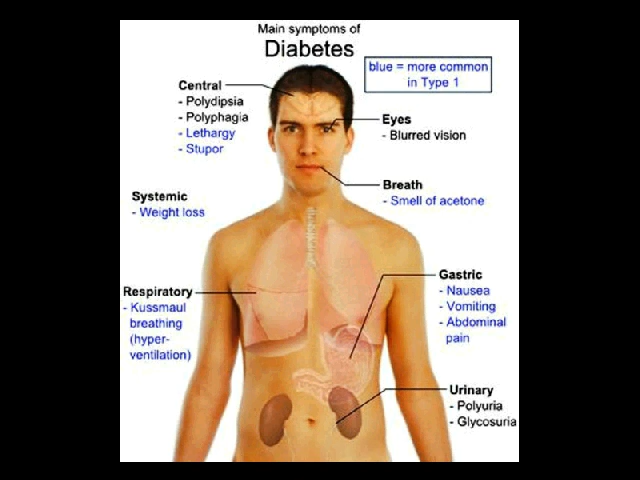 Main symptoms of
Diabetes
blue = more common
in Type 1
Central
- Polydipsia
- Polyphagia
- Lethargy
- Stupor
Eyes
- Blurred vision
Breath
- Smell of acetone
Systemic
- Weight loss
Respiratory
- Kussmaul
breathing
(hyper-
ventilation)
Gastric
- Nausea
- Vomiting
- Abdominal
pain
Urinary
- Polyuria
- Glycosuria